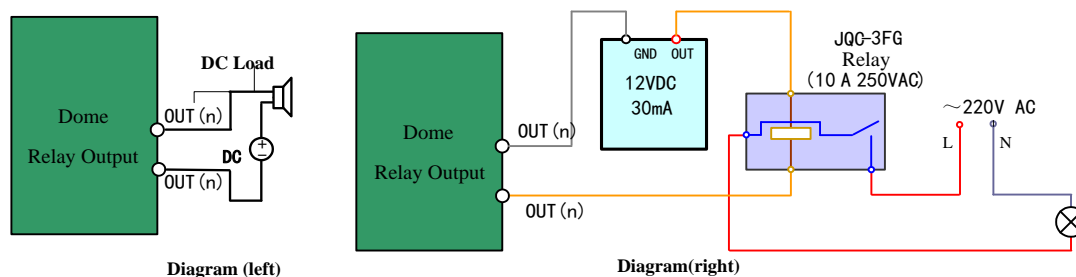 Dome
Relay Output
OUT(n)
OUT(n)
DC Load
DC
Diagram (left)
Dome
Relay Output
OUT(n)
OUT(n)
GND OUT
12VDC
30mA
JQC-3FG
Relay
(10 A 250VAC)
～220V AC
L N
Diagram(right)